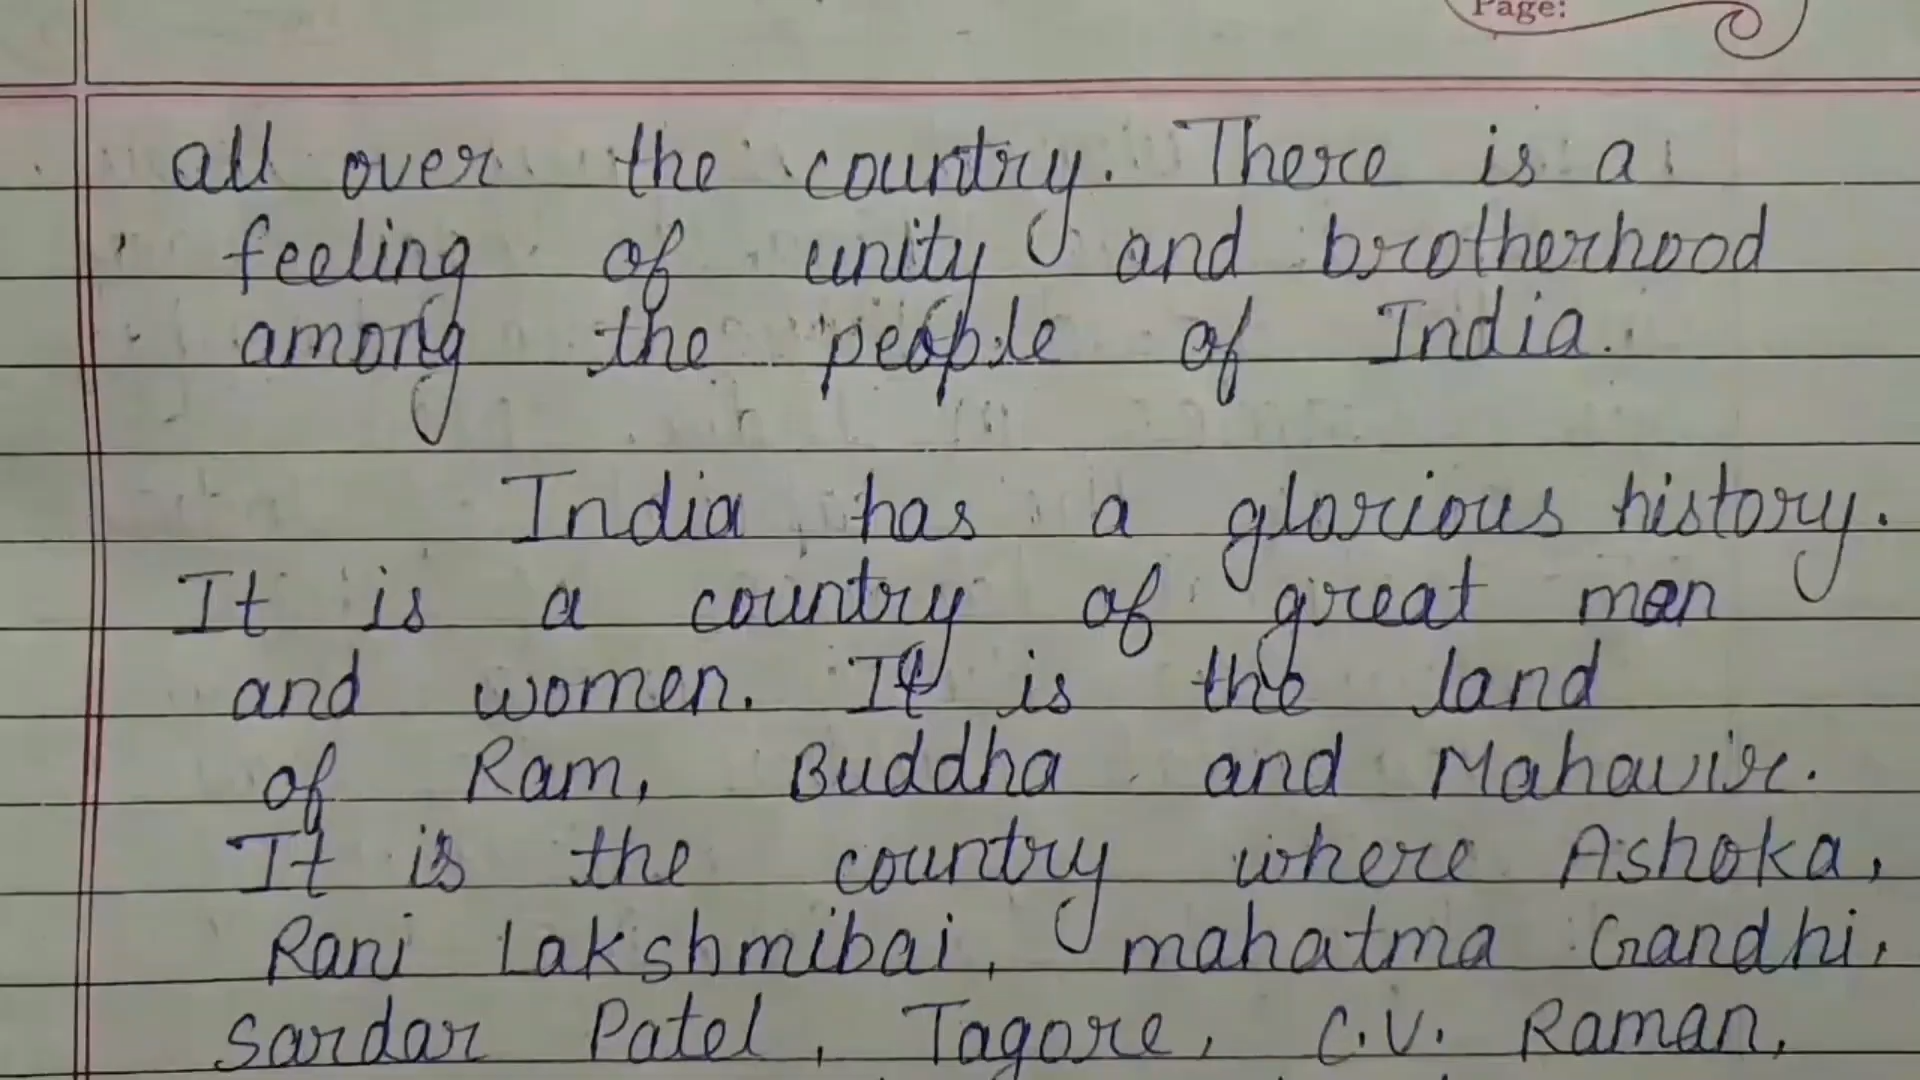 Page:
all over the country. There is a
feeling of unity and brotherhood
among the people of India.
India has a glorious history.
It is a country of great men
and women. It is the land
of Ram, Buddha and Mahavir.
It is the country where Ashoka,
Rani Lakshmibai, mahatma Gandhi,
Sardar Patel, Tagore, C.V. Raman,